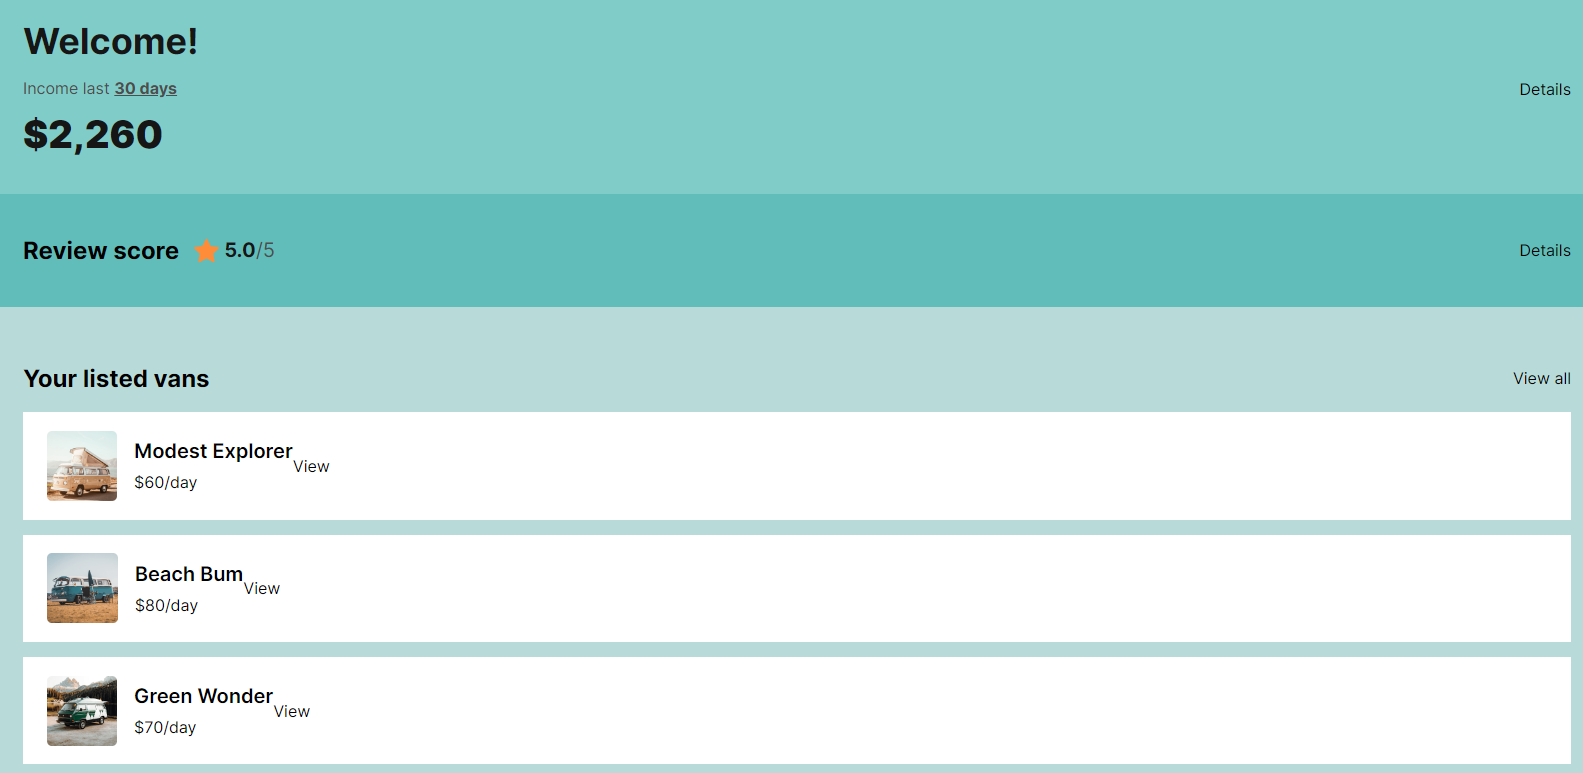 Welcome!
Income last 30 days
Details
$2,260
Review score 5.0/5
Details
Your listed vans
View all
Modest Explorer
View
$60/day
Beach Bum
View
$80/day
Green Wonder
View
$70/day